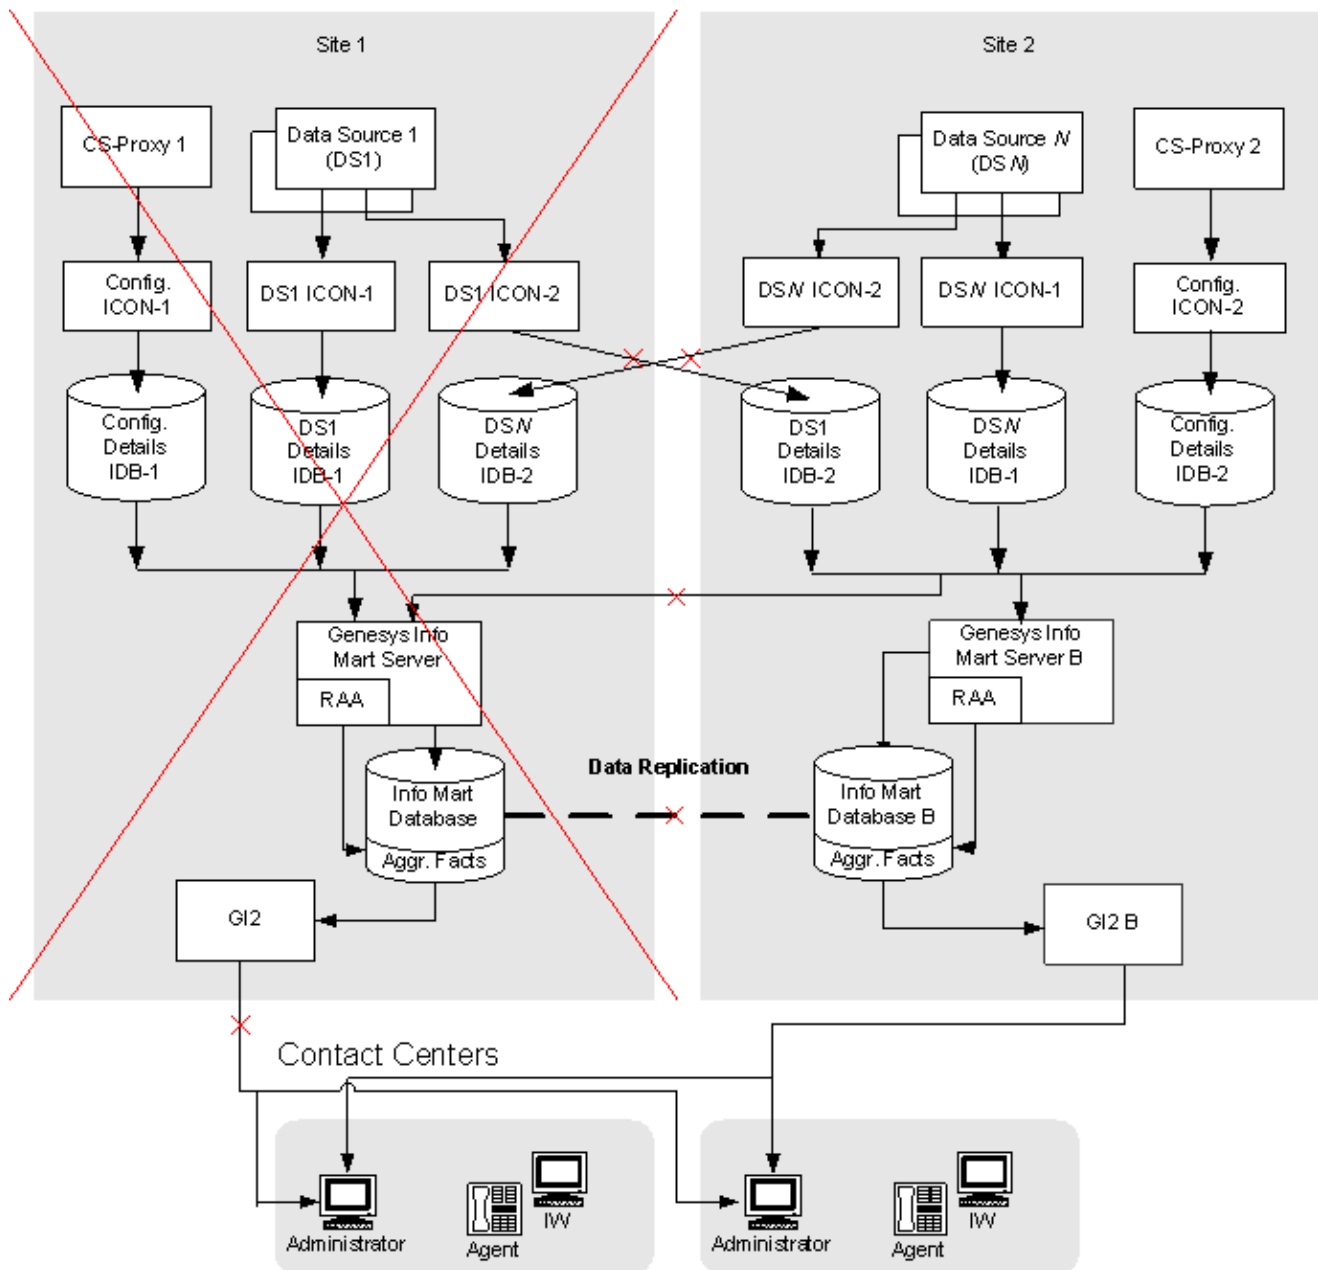 Site 1
Site 2
CS-Proxy 1
Data Source 1
(DS1)
Data Source N
(DS N)
CS-Proxy 2
Config.
ICON-1
DS1 ICON-1
DS1 ICON-2
DSN ICON-2
DSN ICON-1
Config.
ICON-2
Config.
Details
IDB-1
DS1
Details
IDB-1
DSN
Details
IDB-2
DS1
Details
IDB-2
DSN
Details
IDB-1
Config.
Details
IDB-2
Genesys Info
Mart Server
RAA
Genesys Info
Mart Server B
RAA
Data Replication
Info Mart
Database
Aggr. Facts
Info Mart
Database B
Aggr. Facts
GI2
GI2 B
Contact Centers
Administrator
Agent
IW
Administrator
Agent
IW